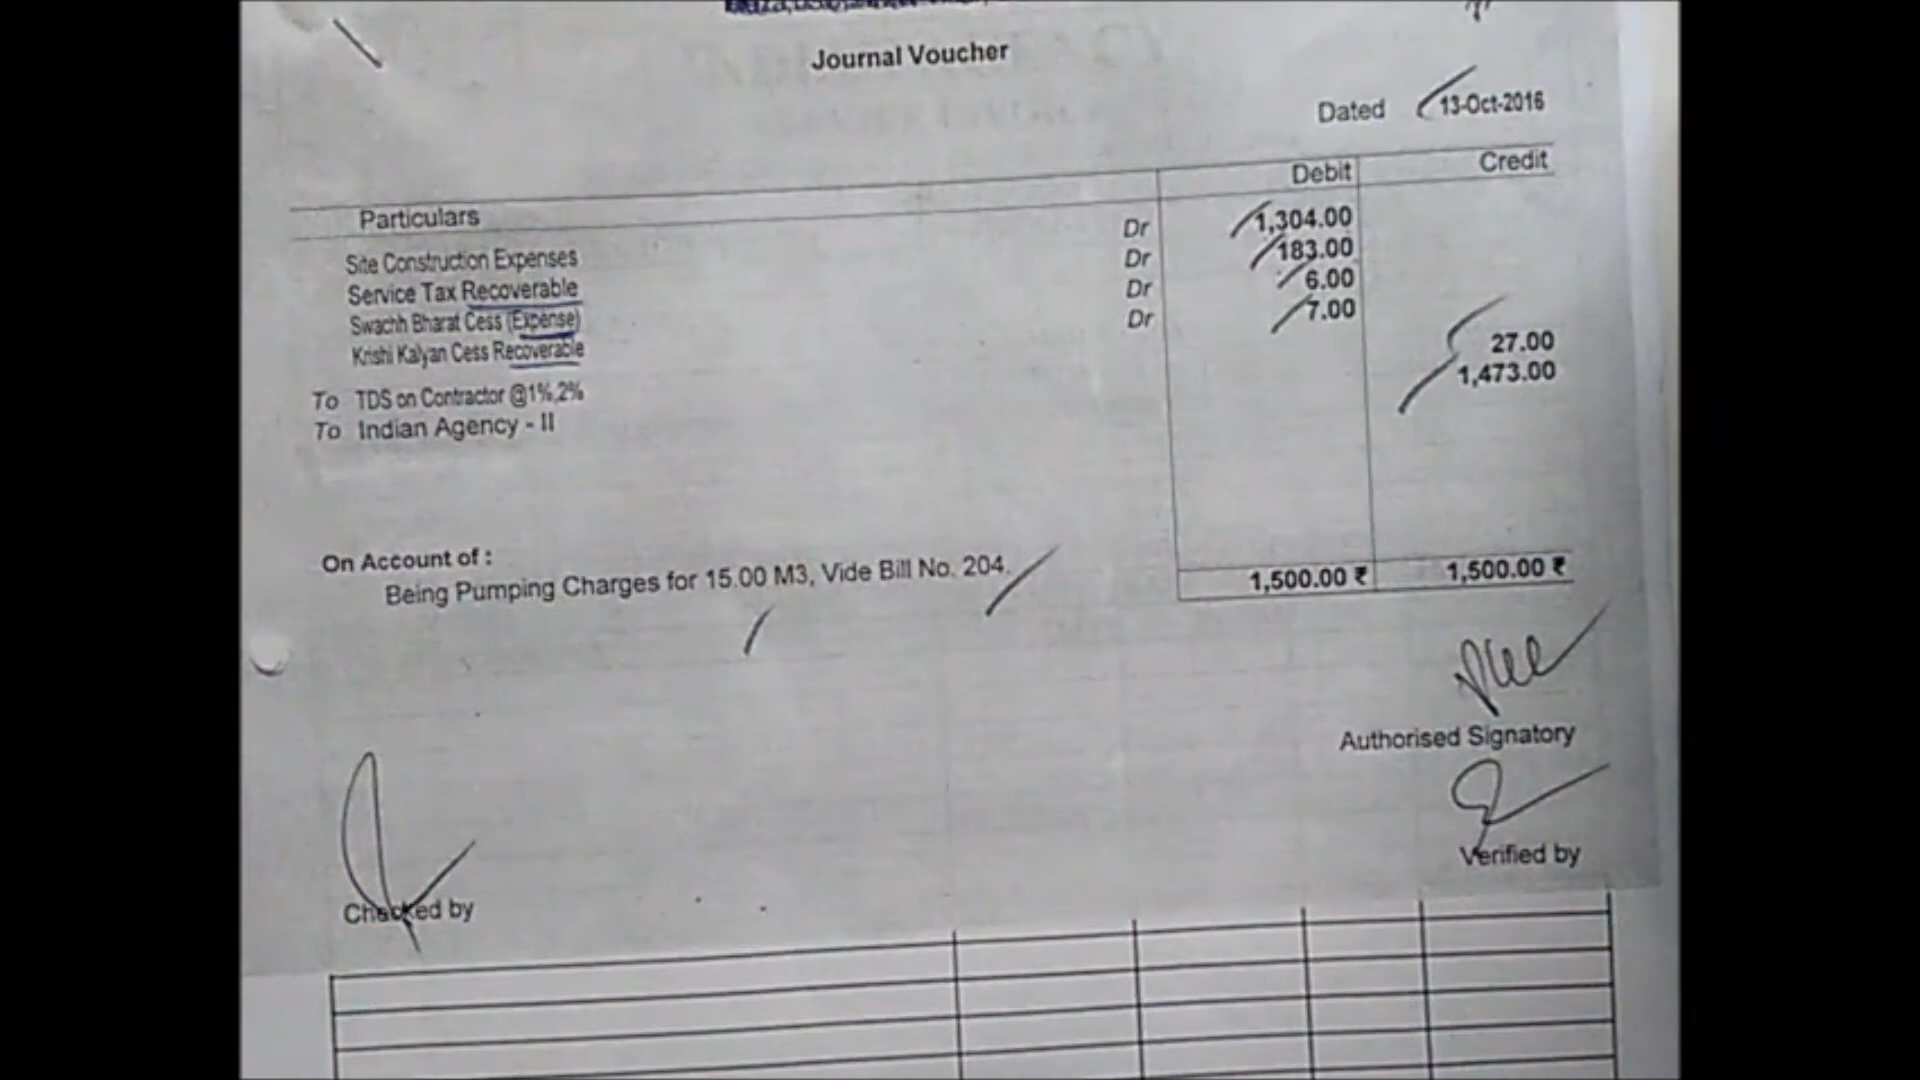 Journal Voucher
Dated 13-Oct-2016
Particulars Debit Credit
Site Construction Expenses Dr 1,304.00
Service Tax Recoverable Dr 183.00
Swachh Bharat Cess (Expense) Dr 6.00
Krishi Kalyan Cess Recoverable Dr 7.00
To TDS on Contractor @1%,2% 27.00
To Indian Agency - II 1,473.00
On Account of :
Being Pumping Charges for 15.00 M3, Vide Bill No. 204.
1,500.00 ₹ 1,500.00 ₹
Authorised Signatory
Verified by
Checked by